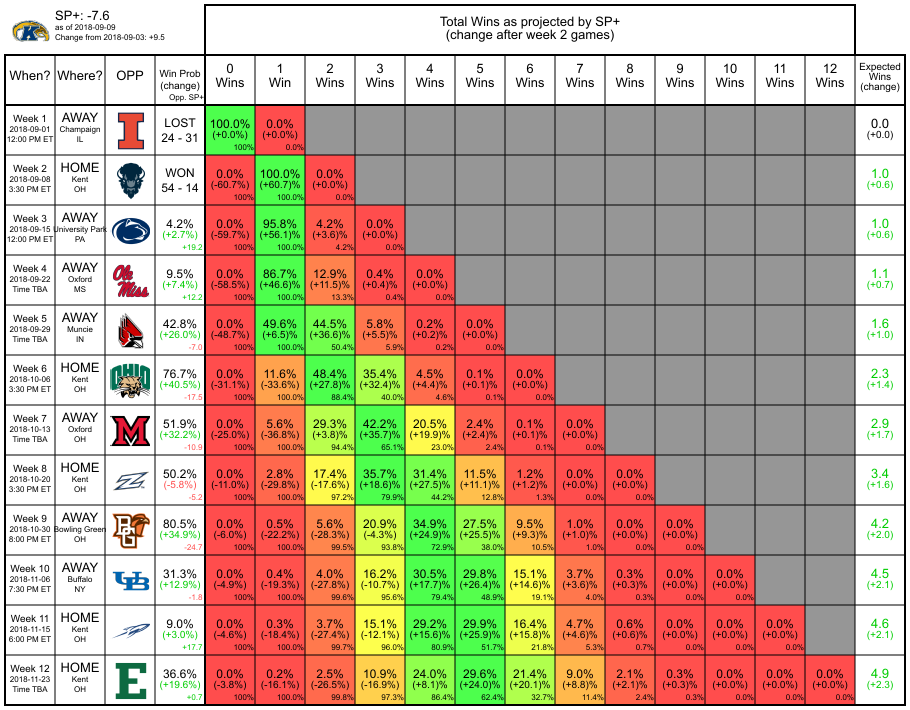 SP+: -7.6
as of 2018-09-09
Change from 2018-09-03: +9.5
Total Wins as projected by SP+
(change after week 2 games)
When? Where? OPP Win Prob (change) Opp. SP+ 0 Wins 1 Win 2 Wins 3 Wins 4 Wins 5 Wins 6 Wins 7 Wins 8 Wins 9 Wins 10 Wins 11 Wins 12 Wins Expected Wins (change)
Week 1 AWAY LOST 100.0% 0.0% 0.0
2018-09-01 Champaign I 24 - 31 (+0.0%) (+0.0%) (+0.0)
12:00 PM ET IL 100% 0.0%
Week 2 HOME WON 0.0% 100.0% 0.0% 1.0
2018-09-08 Kent 54 - 14 (-60.7%) (+60.7)% (+0.0%) (+0.6)
3:30 PM ET OH 100% 100.0% 0.0%
Week 3 AWAY 4.2% 0.0% 95.8% 4.2% 0.0% 1.0
2018-09-15 University Park (+2.7%) (-59.7%) (+56.1)% (+3.6)% (+0.0%) (+0.6)
12:00 PM ET PA +19.2 100% 100.0% 4.2% 0.0%
Week 4 AWAY 9.5% 0.0% 86.7% 12.9% 0.4% 0.0% 1.1
2018-09-22 Oxford Ole Miss (+7.4%) (-58.5%) (+46.6)% (+11.5)% (+0.4)% (+0.0%) (+0.7)
Time TBA MS +12.2 100% 100.0% 13.3% 0.4% 0.0%
Week 5 AWAY 42.8% 0.0% 49.6% 44.5% 5.8% 0.2% 0.0% 1.6
2018-09-29 Muncie (+26.0%) (-48.7%) (+6.5)% (+36.6)% (+5.5)% (+0.2)% (+0.0%) (+1.0)
Time TBA IN -7.0 100% 100.0% 50.4% 5.9% 0.2% 0.0%
Week 6 HOME 76.7% 0.0% 11.6% 48.4% 35.4% 4.5% 0.1% 0.0% 2.3
2018-10-06 Kent OHIO (+40.5%) (-31.1%) (-33.6%) (+27.8)% (+32.4)% (+4.4)% (+0.1)% (+0.0%) (+1.4)
3:30 PM ET OH -17.5 100% 100.0% 88.4% 40.0% 4.6% 0.1% 0.0%
Week 7 AWAY 51.9% 0.0% 5.6% 29.3% 42.2% 20.5% 2.4% 0.1% 0.0% 2.9
2018-10-13 Oxford M (+32.2%) (-25.0%) (-36.8%) (+3.8)% (+35.7)% (+19.9)% (+2.4)% (+0.1)% (+0.0%) (+1.7)
Time TBA OH -10.9 100% 100.0% 94.4% 65.1% 23.0% 2.4% 0.1% 0.0%
Week 8 HOME 50.2% 0.0% 2.8% 17.4% 35.7% 31.4% 11.5% 1.2% 0.0% 0.0% 3.4
2018-10-20 Kent (-5.8%) (-11.0%) (-29.8%) (-17.6%) (+18.6)% (+27.5)% (+11.1)% (+1.2)% (+0.0%) (+0.0%) (+1.6)
3:30 PM ET OH -5.2 100% 100.0% 97.2% 79.9% 44.2% 12.8% 1.3% 0.0% 0.0%
Week 9 AWAY 80.5% 0.0% 0.5% 5.6% 20.9% 34.9% 27.5% 9.5% 1.0% 0.0% 0.0% 4.2
2018-10-30 Bowling Green BG (+34.9%) (-6.0%) (-22.2%) (-28.3%) (-4.3%) (+24.9)% (+25.5)% (+9.3)% (+1.0)% (+0.0)% (+0.0%) (+2.0)
8:00 PM ET OH -24.7 100% 100.0% 99.5% 93.8% 72.9% 38.0% 10.5% 1.0% 0.0% 0.0%
Week 10 AWAY 31.3% 0.0% 0.4% 4.0% 16.2% 30.5% 29.8% 15.1% 3.7% 0.3% 0.0% 0.0% 4.5
2018-11-06 Buffalo UB (+12.9%) (-4.9%) (-19.3%) (-27.8%) (-10.7%) (+17.7)% (+26.4)% (+14.6)% (+3.6)% (+0.3)% (+0.0%) (+0.0%) (+2.1)
7:30 PM ET NY -1.8 100% 100.0% 99.6% 95.6% 79.4% 48.9% 19.1% 4.0% 0.3% 0.0% 0.0%
Week 11 HOME 9.0% 0.0% 0.3% 3.7% 15.1% 29.2% 29.9% 16.4% 4.7% 0.6% 0.0% 0.0% 0.0% 4.6
2018-11-15 Kent (+3.0%) (-4.6%) (-18.4%) (-27.4%) (-12.1%) (+15.6)% (+25.9)% (+15.8)% (+4.6)% (+0.6)% (+0.0%) (+0.0%) (+0.0%) (+2.1)
6:00 PM ET OH +17.7 100% 100.0% 99.7% 96.0% 80.9% 51.7% 21.8% 5.3% 0.7% 0.0% 0.0% 0.0%
Week 12 HOME 36.6% 0.0% 0.2% 2.5% 10.9% 24.0% 29.6% 21.4% 9.0% 2.1% 0.3% 0.0% 0.0% 0.0% 4.9
2018-11-23 Kent E (+19.6%) (-3.8%) (-16.1%) (-26.5%) (-16.9%) (+8.1)% (+24.0)% (+20.1)% (+8.8)% (+2.1)% (+0.3)% (+0.0%) (+0.0%) (+0.0%) (+2.3)
Time TBA OH +0.7 100% 100.0% 99.8% 97.3% 86.4% 62.4% 32.7% 11.4% 2.4% 0.3% 0.0% 0.0% 0.0%